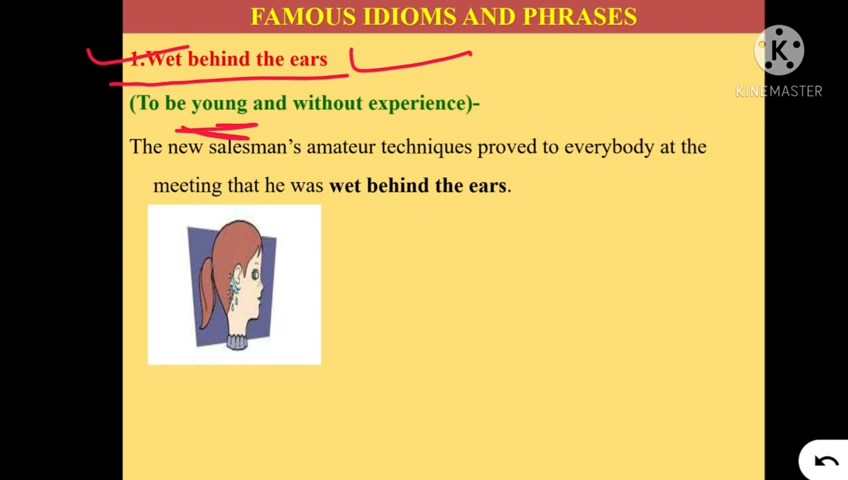 FAMOUS IDIOMS AND PHRASES
1.Wet behind the ears
(To be young and without experience)-
The new salesman’s amateur techniques proved to everybody at the
meeting that he was wet behind the ears.
K
KINEMASTER